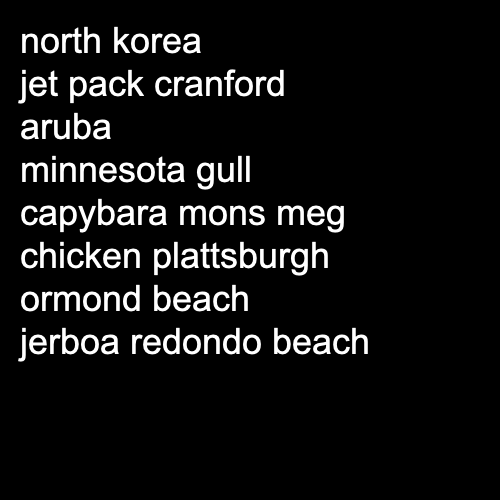 north korea
jet pack cranford
aruba
minnesota gull
capybara mons meg
chicken plattsburgh
ormond beach
jerboa redondo beach